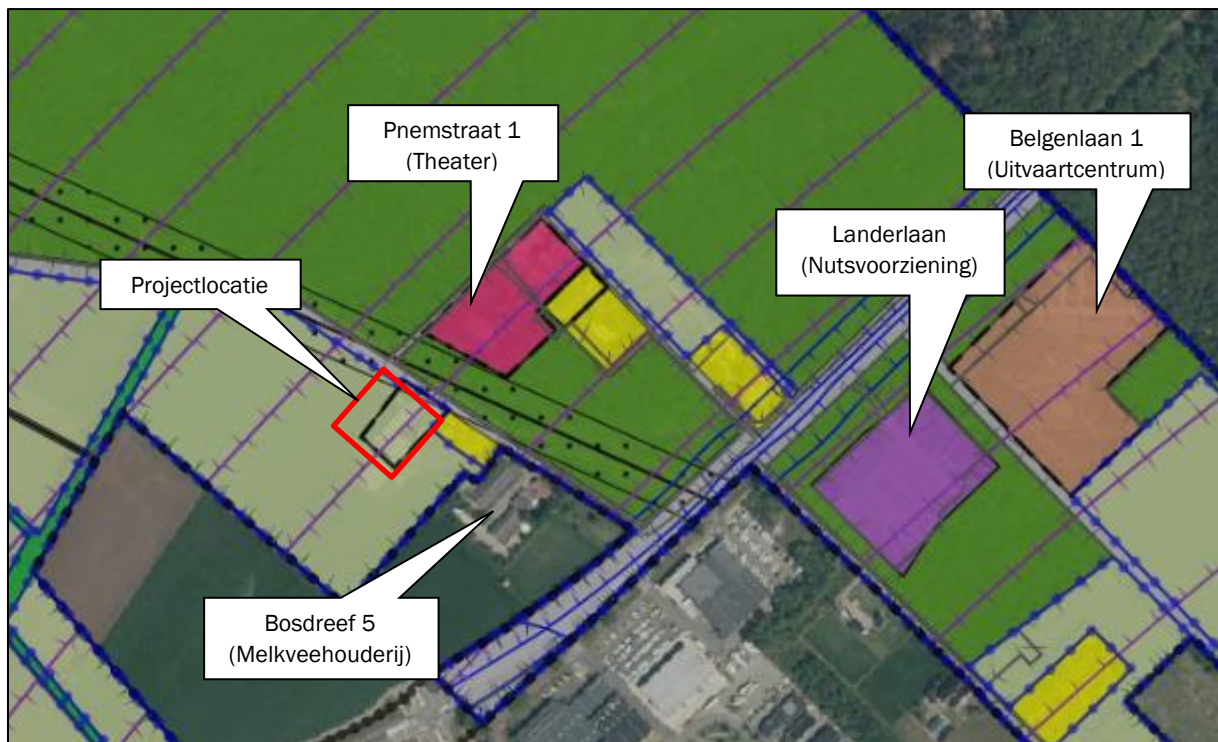 Pnemstraat 1
(Theater)
Belgenlaan 1
(Uitvaartcentrum)
Landerlaan
(Nutsvoorziening)
Projectlocatie
Bosdreef 5
(Melkveehouderij)